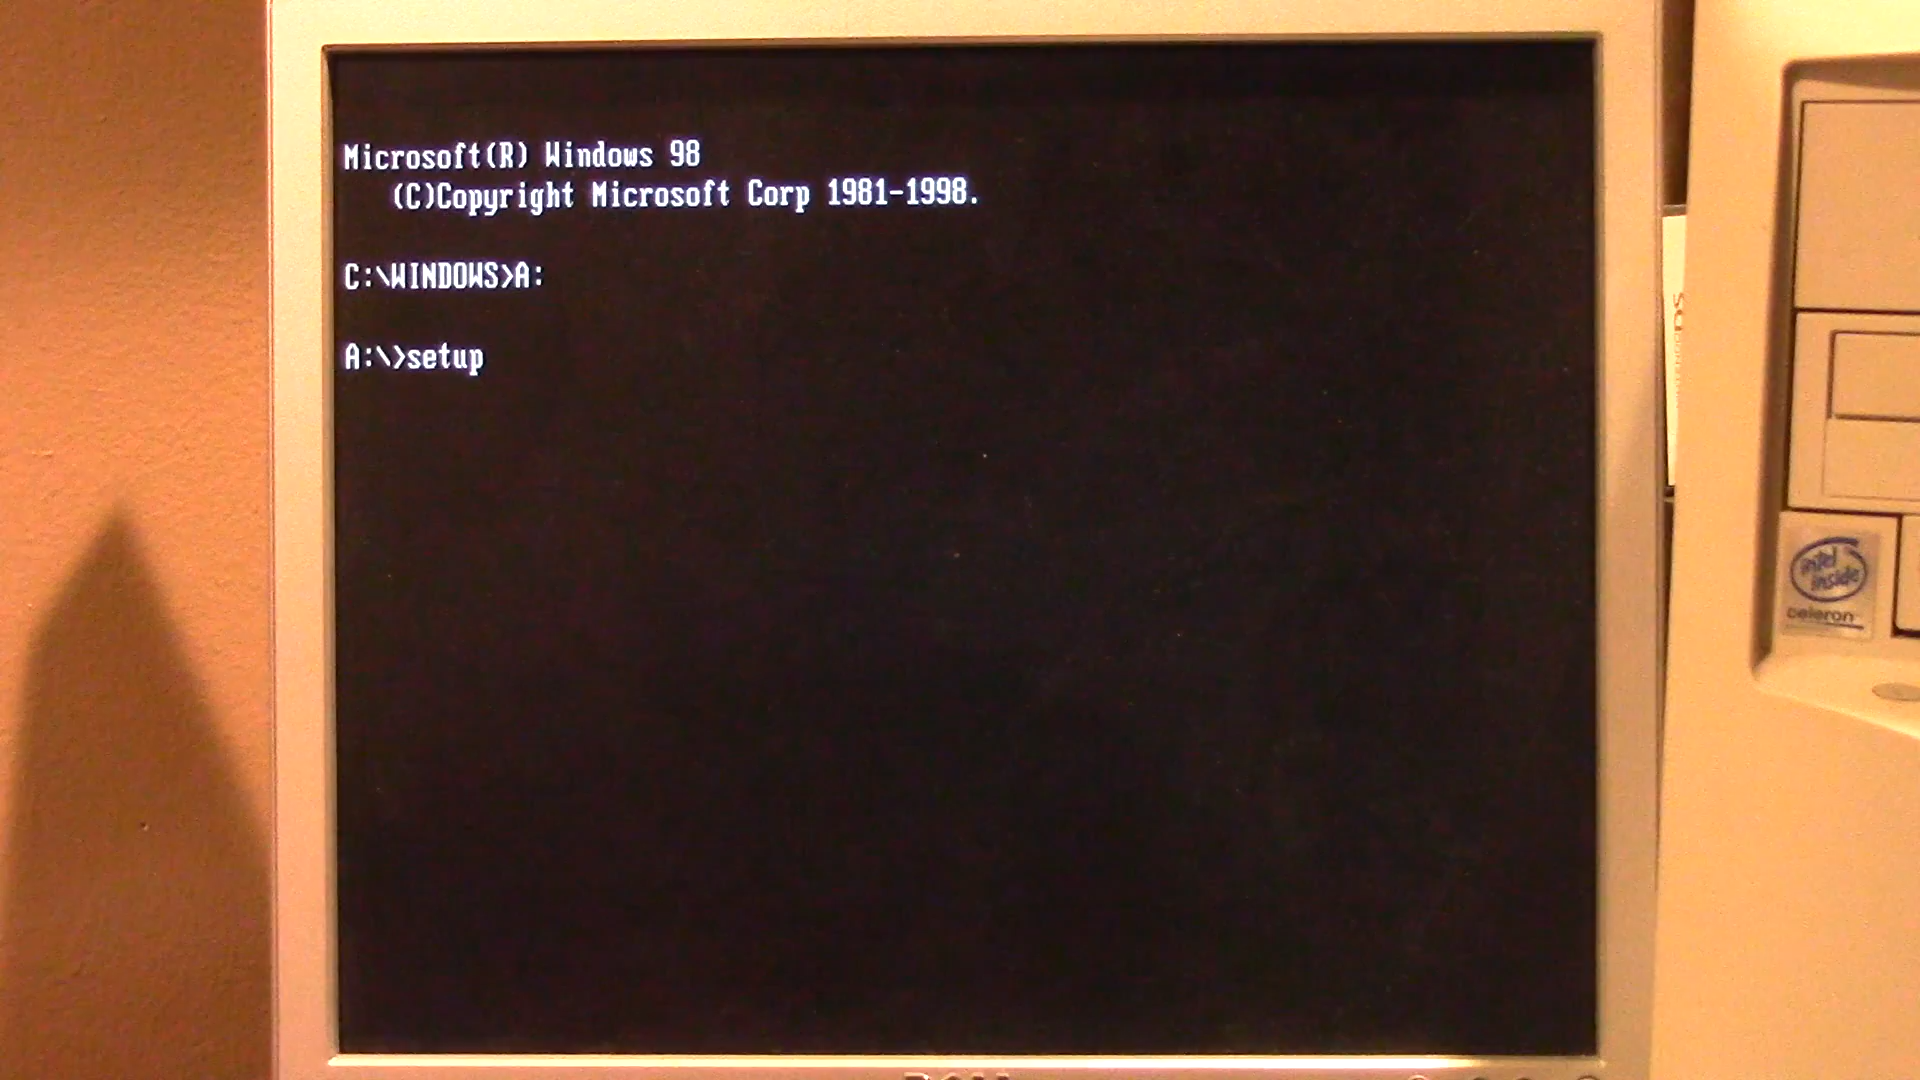 Microsoft(R) Windows 98
(C)Copyright Microsoft Corp 1981-1998.
C:\WINDOWS>A:
A:\>setup
intel
inside
celeron